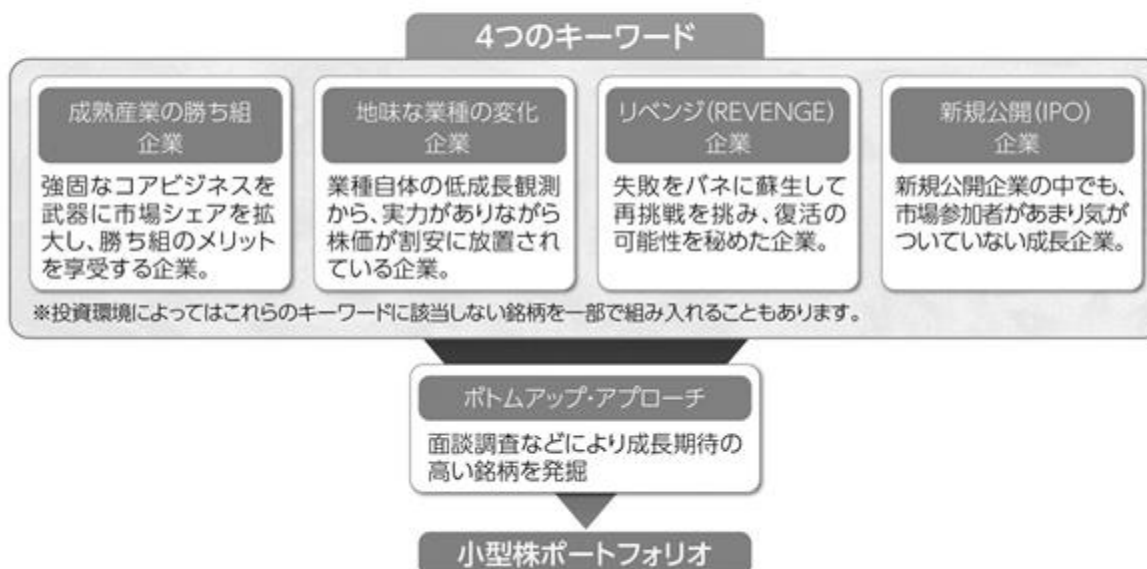 4つのキーワード
成熟産業の勝ち組
企業
強固なコアビジネスを
武器に市場シェアを拡
大し、勝ち組のメリット
を享受する企業。
地味な業種の変化
企業
業種自体の低成長観測
から、実力がありながら
株価が割安に放置され
ている企業。
リベンジ(REVENGE)
企業
失敗をバネに蘇生して
再挑戦を挑み、復活の
可能性を秘めた企業。
新規公開(IPO)
企業
新規公開企業の中でも、
市場参加者があまり気が
ついていない成長企業。
※投資環境によってはこれらのキーワードに該当しない銘柄を一部で組み入れることもあります。
ボトムアップ・アプローチ
面談調査などにより成長期待の
高い銘柄を発掘
小型株ポートフォリオ